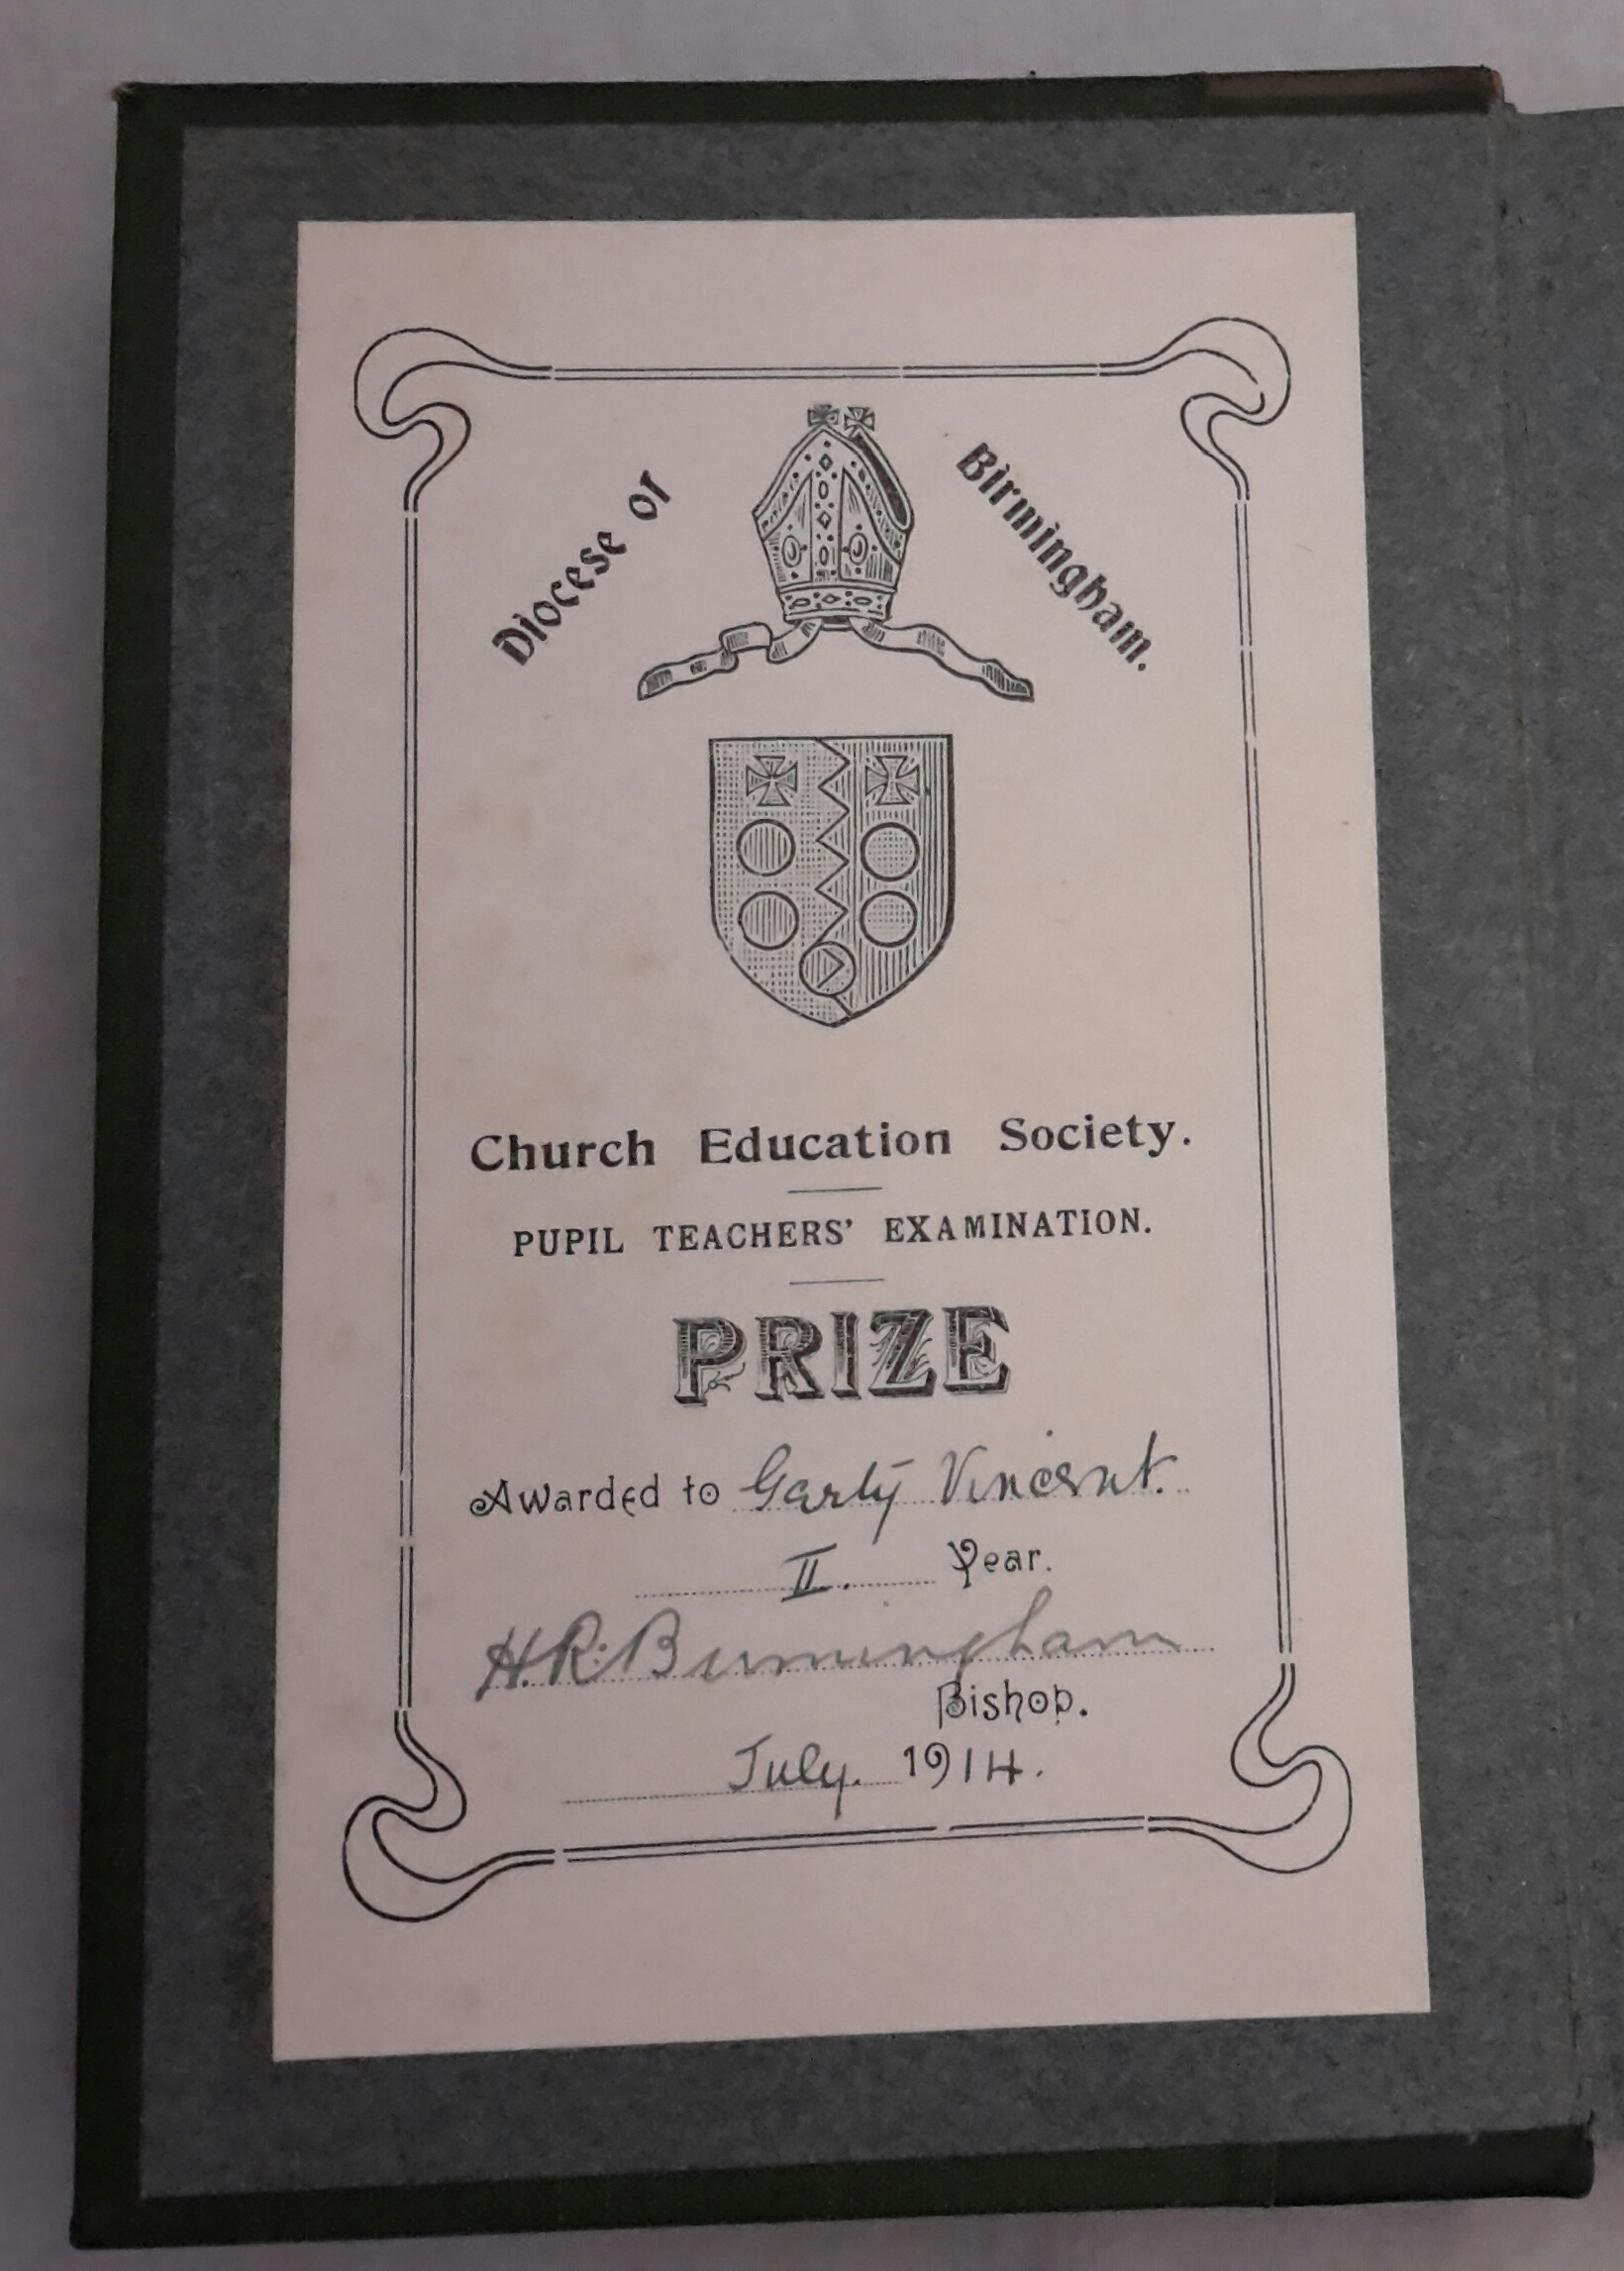 Diocese of Birmingham.
Church Education Society.
PUPIL TEACHERS' EXAMINATION.
PRIZE
Awarded to Garty Vincent.
II. Year.
H.R: Birmingham
Bishop.
July. 1914.